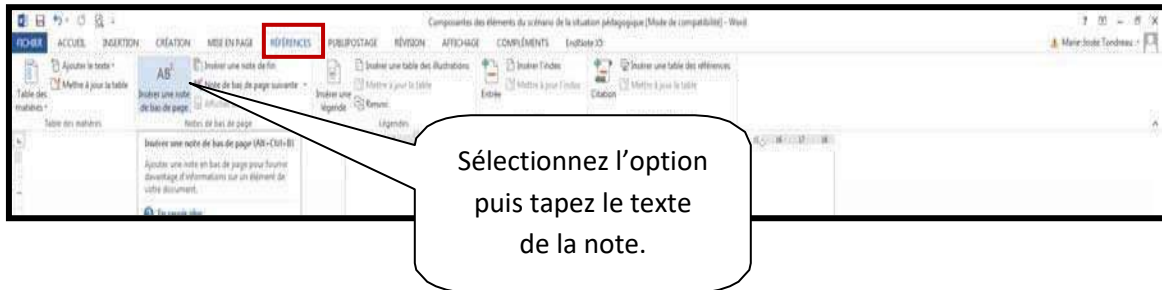 Composantes des éléments du scénario de la situation pédagogique [Mode de compatibilité] - Word
FICHIER ACCUEIL INSERTION CRÉATION MISE EN PAGE RÉFÉRENCES PUBLIPOSTAGE RÉVISION AFFICHAGE COMPLÉMENTS EndNote X5
Ajouter le texte Insérer une note de fin Insérer une table des illustrations Insérer l'index Insérer une table des références
Mettre à jour la table Note de bas de page suivante Mettre à jour la table Mettre à jour l'index Mettre à jour la table
Table des matières AB¹ Insérer une note de bas de page Insérer une légende Renvoi Entrée Citation
Table des matières Notes de bas de page Légendes
Insérer une note de bas de page (Alt+Ctrl+B)
Ajouter une note en bas de page pour fournir
davantage d'informations sur un élément de
votre document.
En savoir plus
Sélectionnez l'option
puis tapez le texte
de la note.